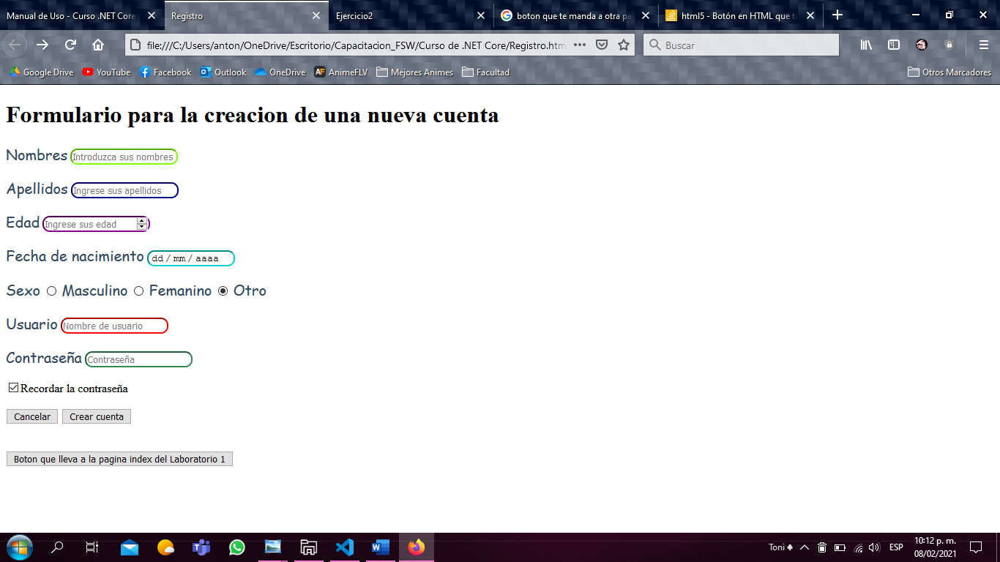 Manual de Uso - Curso .NET Core
Registro
Ejercicio2
boton que te manda a otra pa
html5 - Botón en HTML que t
file:///C:/Users/anton/OneDrive/Escritorio/Capacitacion_FSW/Curso de .NET Core/Registro.htm
Buscar
Google Drive
YouTube
Facebook
Outlook
OneDrive
AnimeFLV
Mejores Animes
Facultad
Otros Marcadores
Formulario para la creacion de una nueva cuenta
Nombres Introduzca sus nombres
Apellidos Ingrese sus apellidos
Edad Ingrese sus edad
Fecha de nacimiento dd / mm / aaaa
Sexo Masculino Femanino Otro
Usuario Nombre de usuario
Contraseña Contraseña
Recordar la contraseña
Cancelar Crear cuenta
Boton que lleva a la pagina index del Laboratorio 1
Toni ♣
ESP
10:12 p. m.
08/02/2021